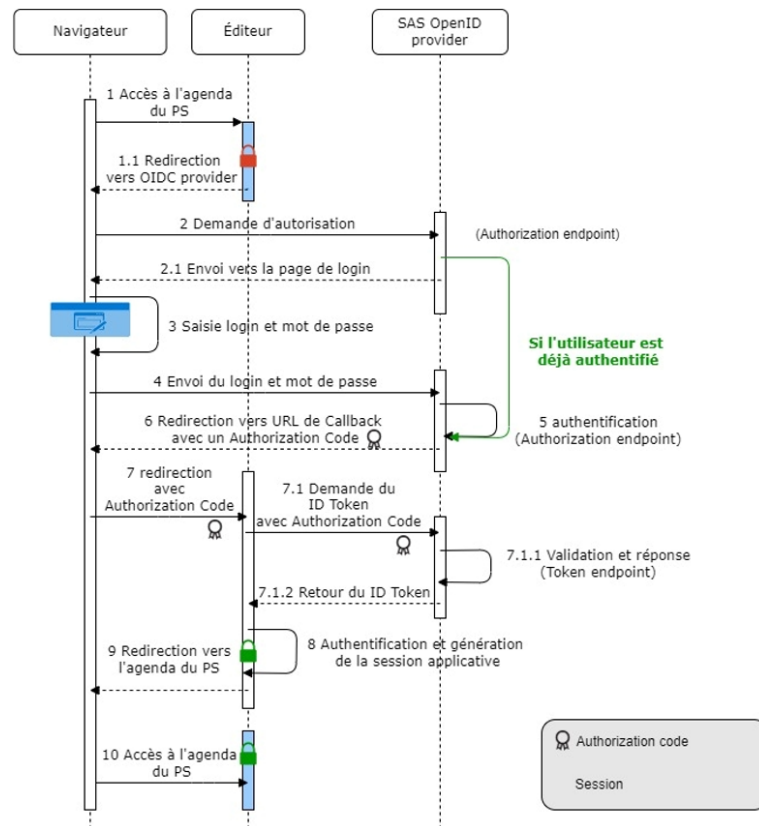 Navigateur
Éditeur
SAS OpenID
provider
1 Accès à l'agenda
du PS
1.1 Redirection
vers OIDC provider
2 Demande d'autorisation
(Authorization endpoint)
2.1 Envoi vers la page de login
3 Saisie login et mot de passe
Si l'utilisateur est
déjà authentifié
4 Envoi du login et mot de passe
5 authentification
(Authorization endpoint)
6 Redirection vers URL de Callback
avec un Authorization Code
7 redirection
avec
Authorization Code
7.1 Demande du
ID Token
avec Authorization Code
7.1.1 Validation et réponse
(Token endpoint)
7.1.2 Retour du ID Token
8 Authentification et génération
de la session applicative
9 Redirection vers
l'agenda du PS
10 Accès à l'agenda
du PS
Authorization code
Session